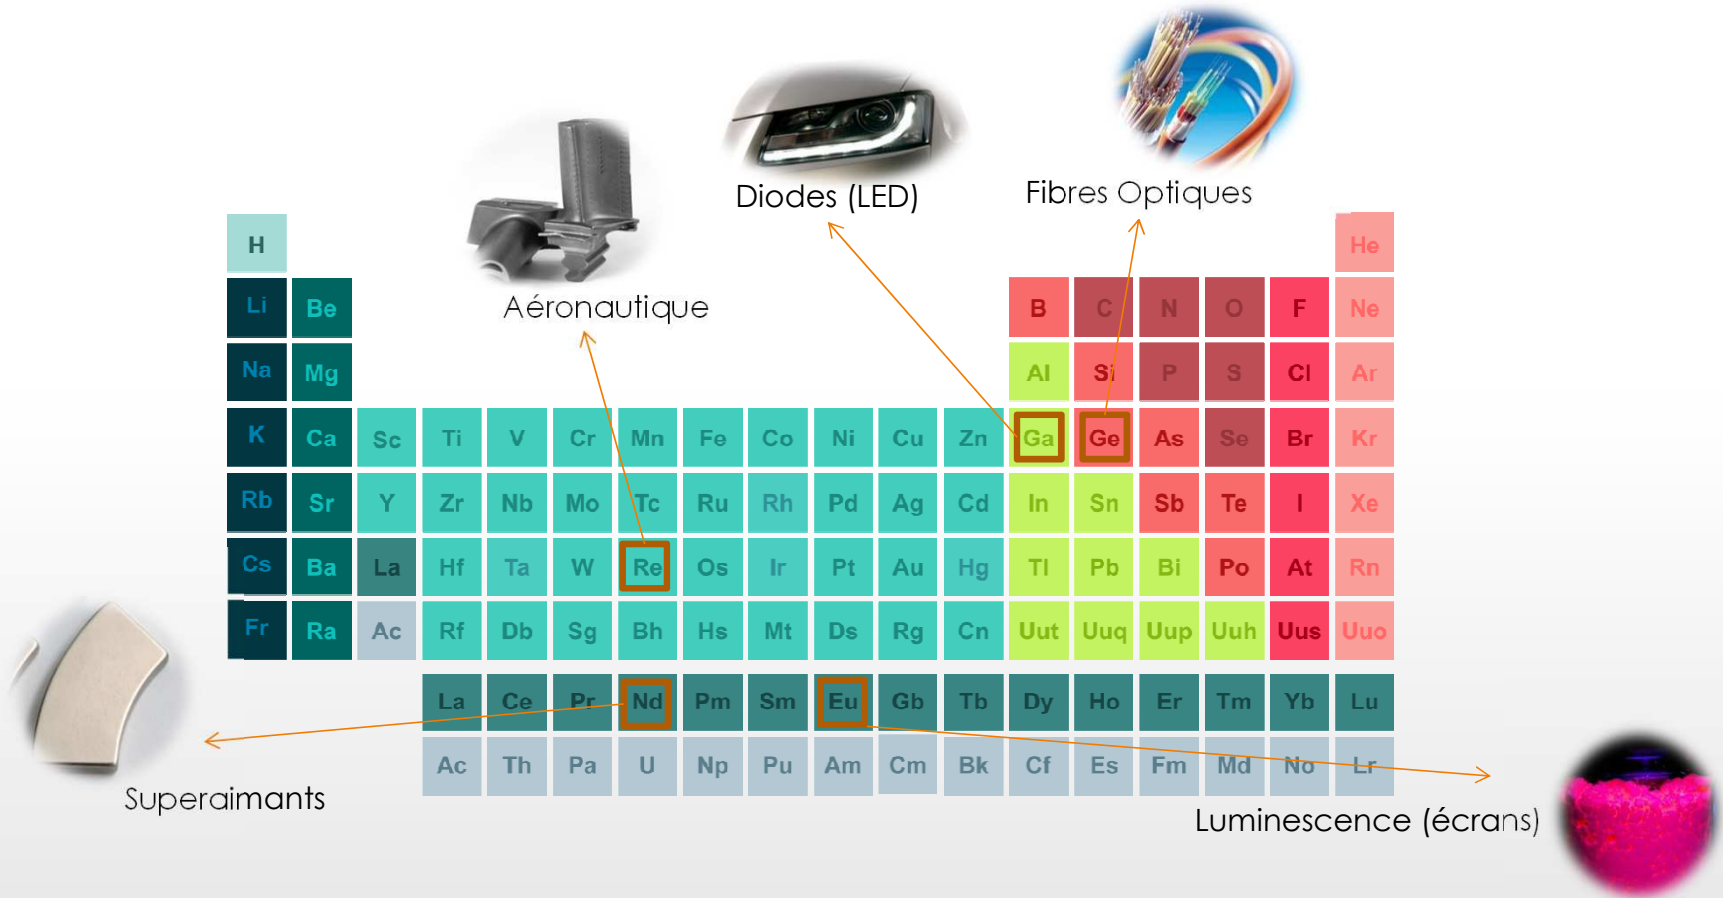 Diodes (LED)
Fibres Optiques
Aéronautique
H He
Li Be B C N O F Ne
Na Mg Al Si P S Cl Ar
K Ca Sc Ti V Cr Mn Fe Co Ni Cu Zn Ga Ge As Se Br Kr
Rb Sr Y Zr Nb Mo Tc Ru Rh Pd Ag Cd In Sn Sb Te I Xe
Cs Ba La Hf Ta W Re Os Ir Pt Au Hg Tl Pb Bi Po At Rn
Fr Ra Ac Rf Db Sg Bh Hs Mt Ds Rg Cn Uut Uuq Uup Uuh Uus Uuo
La Ce Pr Nd Pm Sm Eu Gb Tb Dy Ho Er Tm Yb Lu
Ac Th Pa U Np Pu Am Cm Bk Cf Es Fm Md No Lr
Superaimants
Luminescence (écrans)